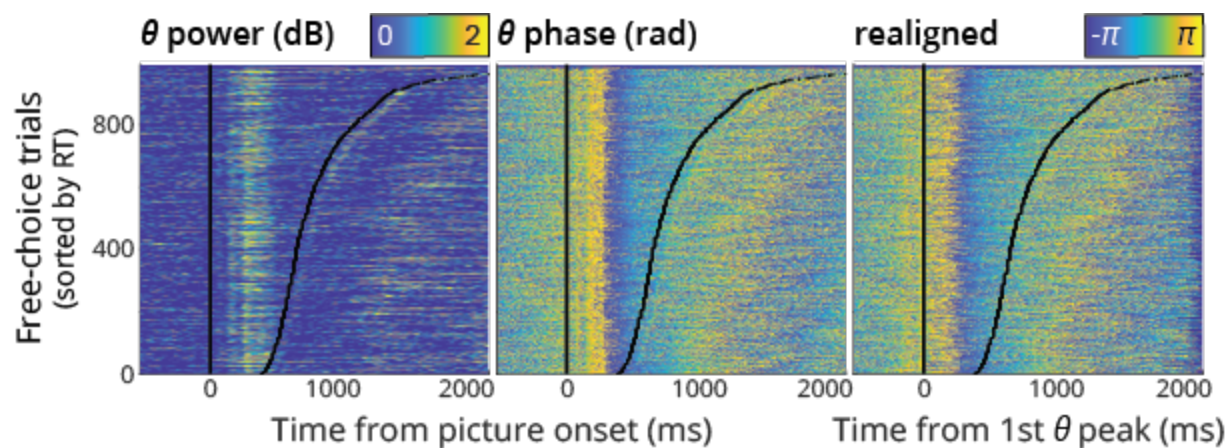 θ power (dB) 0 2 θ phase (rad) realigned -π π
Free-choice trials
(sorted by RT)
800
400
0
0 1000 2000 0 1000 2000 0 1000 2000
Time from picture onset (ms) Time from 1st θ peak (ms)